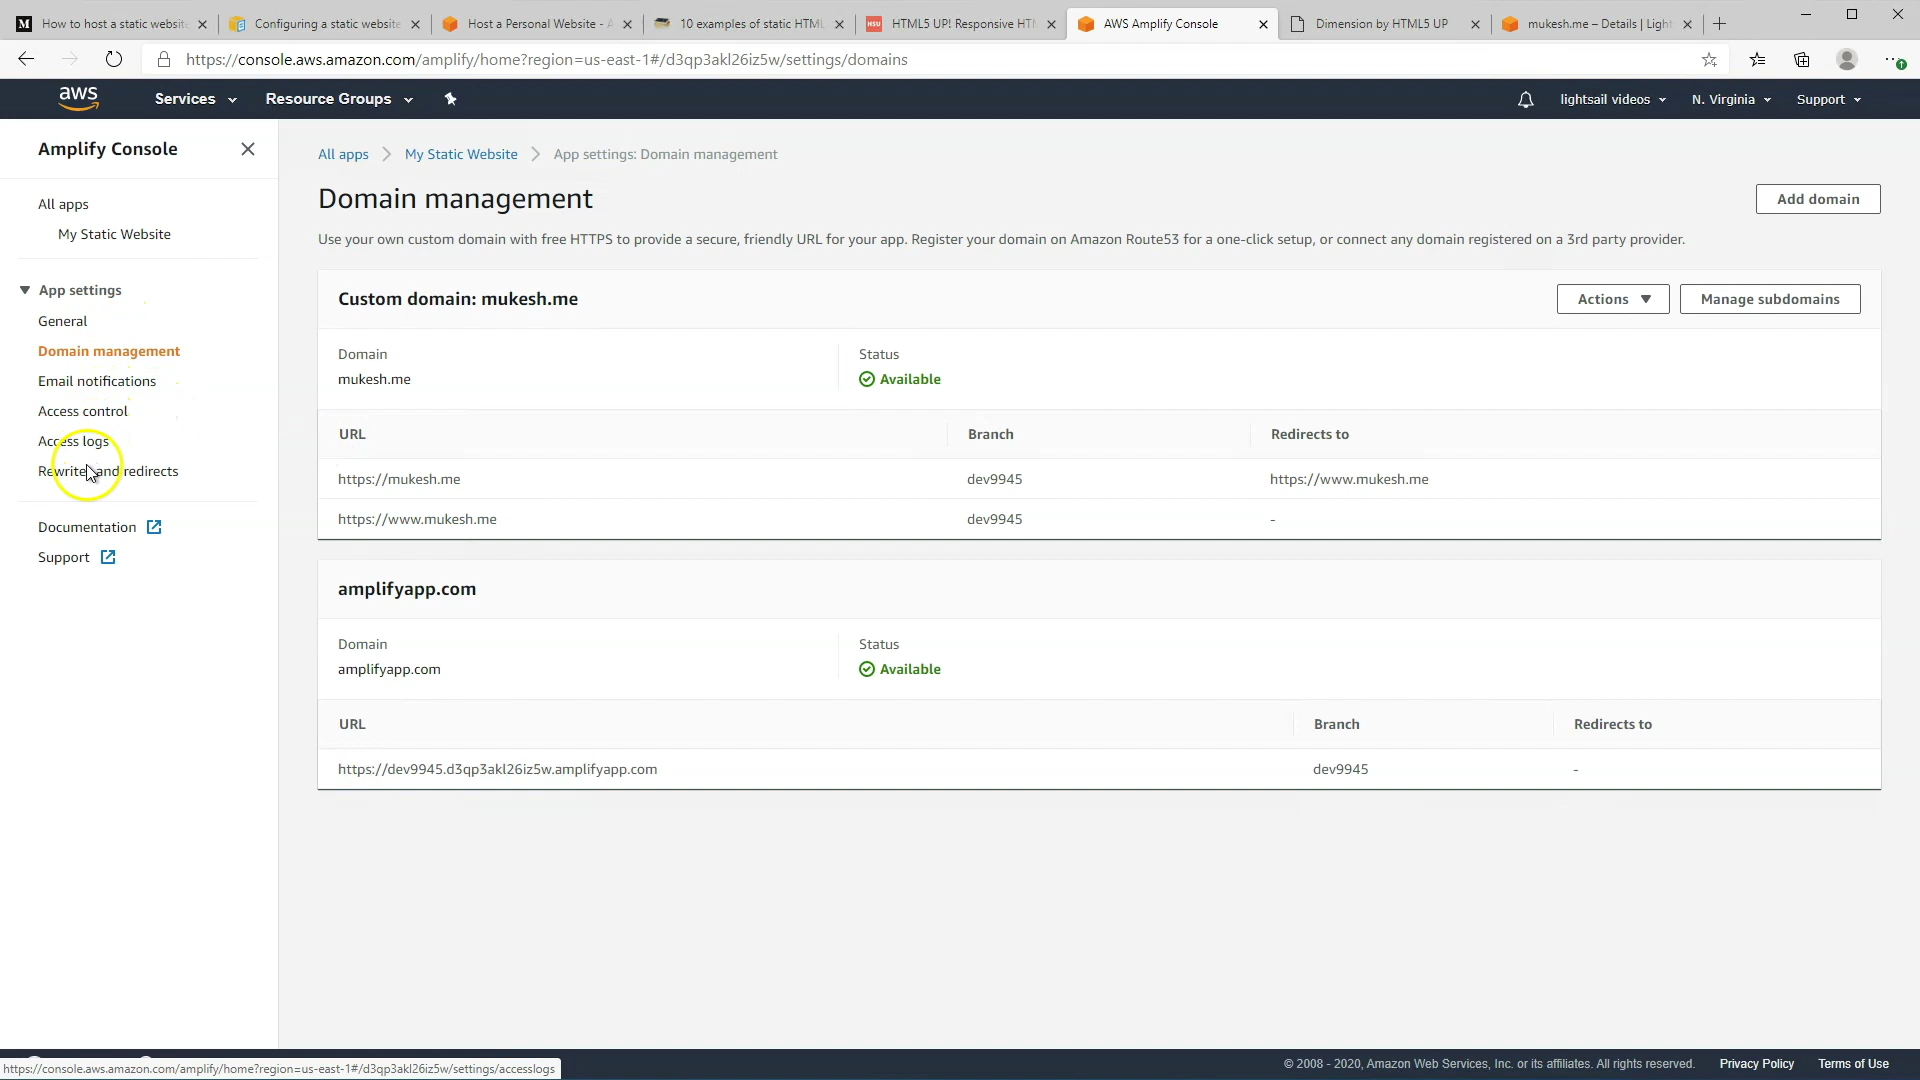 How to host a static website
Configuring a static website
Host a Personal Website - A
10 examples of static HTML
HTML5 UP! Responsive HTM
AWS Amplify Console
Dimension by HTML5 UP
mukesh.me – Details | Light
https://console.aws.amazon.com/amplify/home?region=us-east-1#/d3qp3akl26iz5w/settings/domains
aws
Services
Resource Groups
lightsail videos
N. Virginia
Support
Amplify Console
All apps
My Static Website
App settings
General
Domain management
Email notifications
Access control
Access logs
Rewrites and redirects
Documentation
Support
All apps
My Static Website
App settings: Domain management
Domain management
Add domain
Use your own custom domain with free HTTPS to provide a secure, friendly URL for your app. Register your domain on Amazon Route53 for a one-click setup, or connect any domain registered on a 3rd party provider.
Custom domain: mukesh.me
Actions
Manage subdomains
Domain
Status
mukesh.me
Available
URL
Branch
Redirects to
https://mukesh.me
dev9945
https://www.mukesh.me
https://www.mukesh.me
dev9945
-
amplifyapp.com
Domain
Status
amplifyapp.com
Available
URL
Branch
Redirects to
https://dev9945.d3qp3akl26iz5w.amplifyapp.com
dev9945
-
https://console.aws.amazon.com/amplify/home?region=us-east-1#/d3qp3akl26iz5w/settings/accesslogs
© 2008 - 2020, Amazon Web Services, Inc. or its affiliates. All rights reserved.
Privacy Policy
Terms of Use